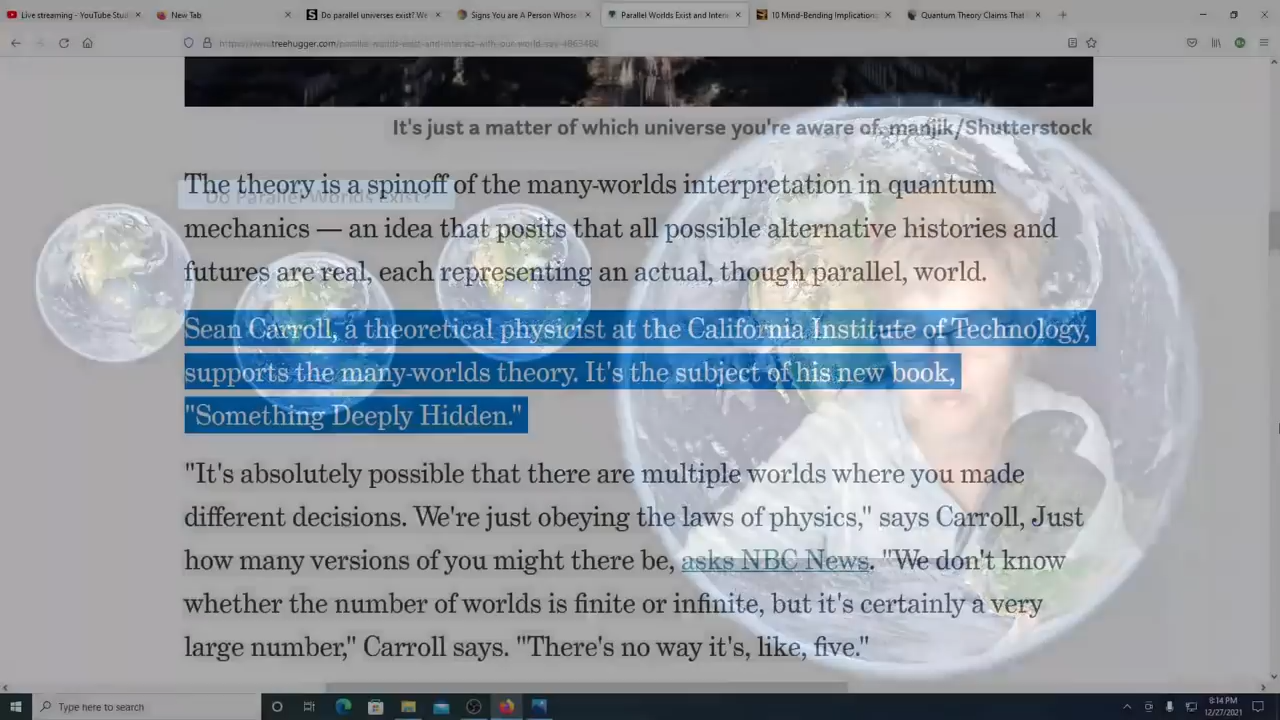 Live streaming - YouTube Stud
New Tab
Do parallel universes exist? We
Signs You are A Person Whose
Parallel Worlds Exist and Intera
10 Mind-Bending Implications
Quantum Theory Claims That
It's just a matter of which universe you're aware of. manjik/Shutterstock
The theory is a spinoff of the many-worlds interpretation in quantum
Do Parallel Worlds Exist?
mechanics — an idea that posits that all possible alternative histories and
futures are real, each representing an actual, though parallel, world.
Sean Carroll, a theoretical physicist at the California Institute of Technology,
supports the many-worlds theory. It's the subject of his new book,
"Something Deeply Hidden."
"It's absolutely possible that there are multiple worlds where you made
different decisions. We're just obeying the laws of physics," says Carroll, Just
how many versions of you might there be, asks NBC News. "We don't know
whether the number of worlds is finite or infinite, but it's certainly a very
large number," Carroll says. "There's no way it's, like, five."
Type here to search
8:14 PM
12/27/2021